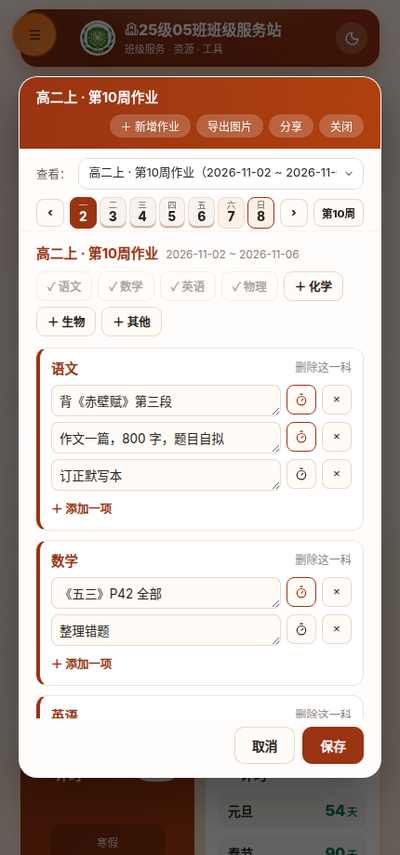 25级05班班级服务站
班级服务 · 资源 · 工具
高二上 · 第10周作业
＋ 新增作业 导出图片 分享 关闭
查看： 高二上 · 第10周作业（2026-11-02 ~ 2026-11-
‹ 一 2 三 3 三 4 四 5 五 6 六 7 日 8 › 第10周
高二上 · 第10周作业 2026-11-02 ~ 2026-11-06
✓ 语文 ✓ 数学 ✓ 英语 ✓ 物理 ＋ 化学
＋ 生物 ＋ 其他
语文 删除这一科
背《赤壁赋》第三段 ×
作文一篇，800 字，题目自拟 ×
订正默写本 ×
＋ 添加一项
数学 删除这一科
《五三》P42 全部 ×
整理错题 ×
＋ 添加一项
英语 删除这一科
取消 保存
元旦 54 天
寒假
春节 90 天